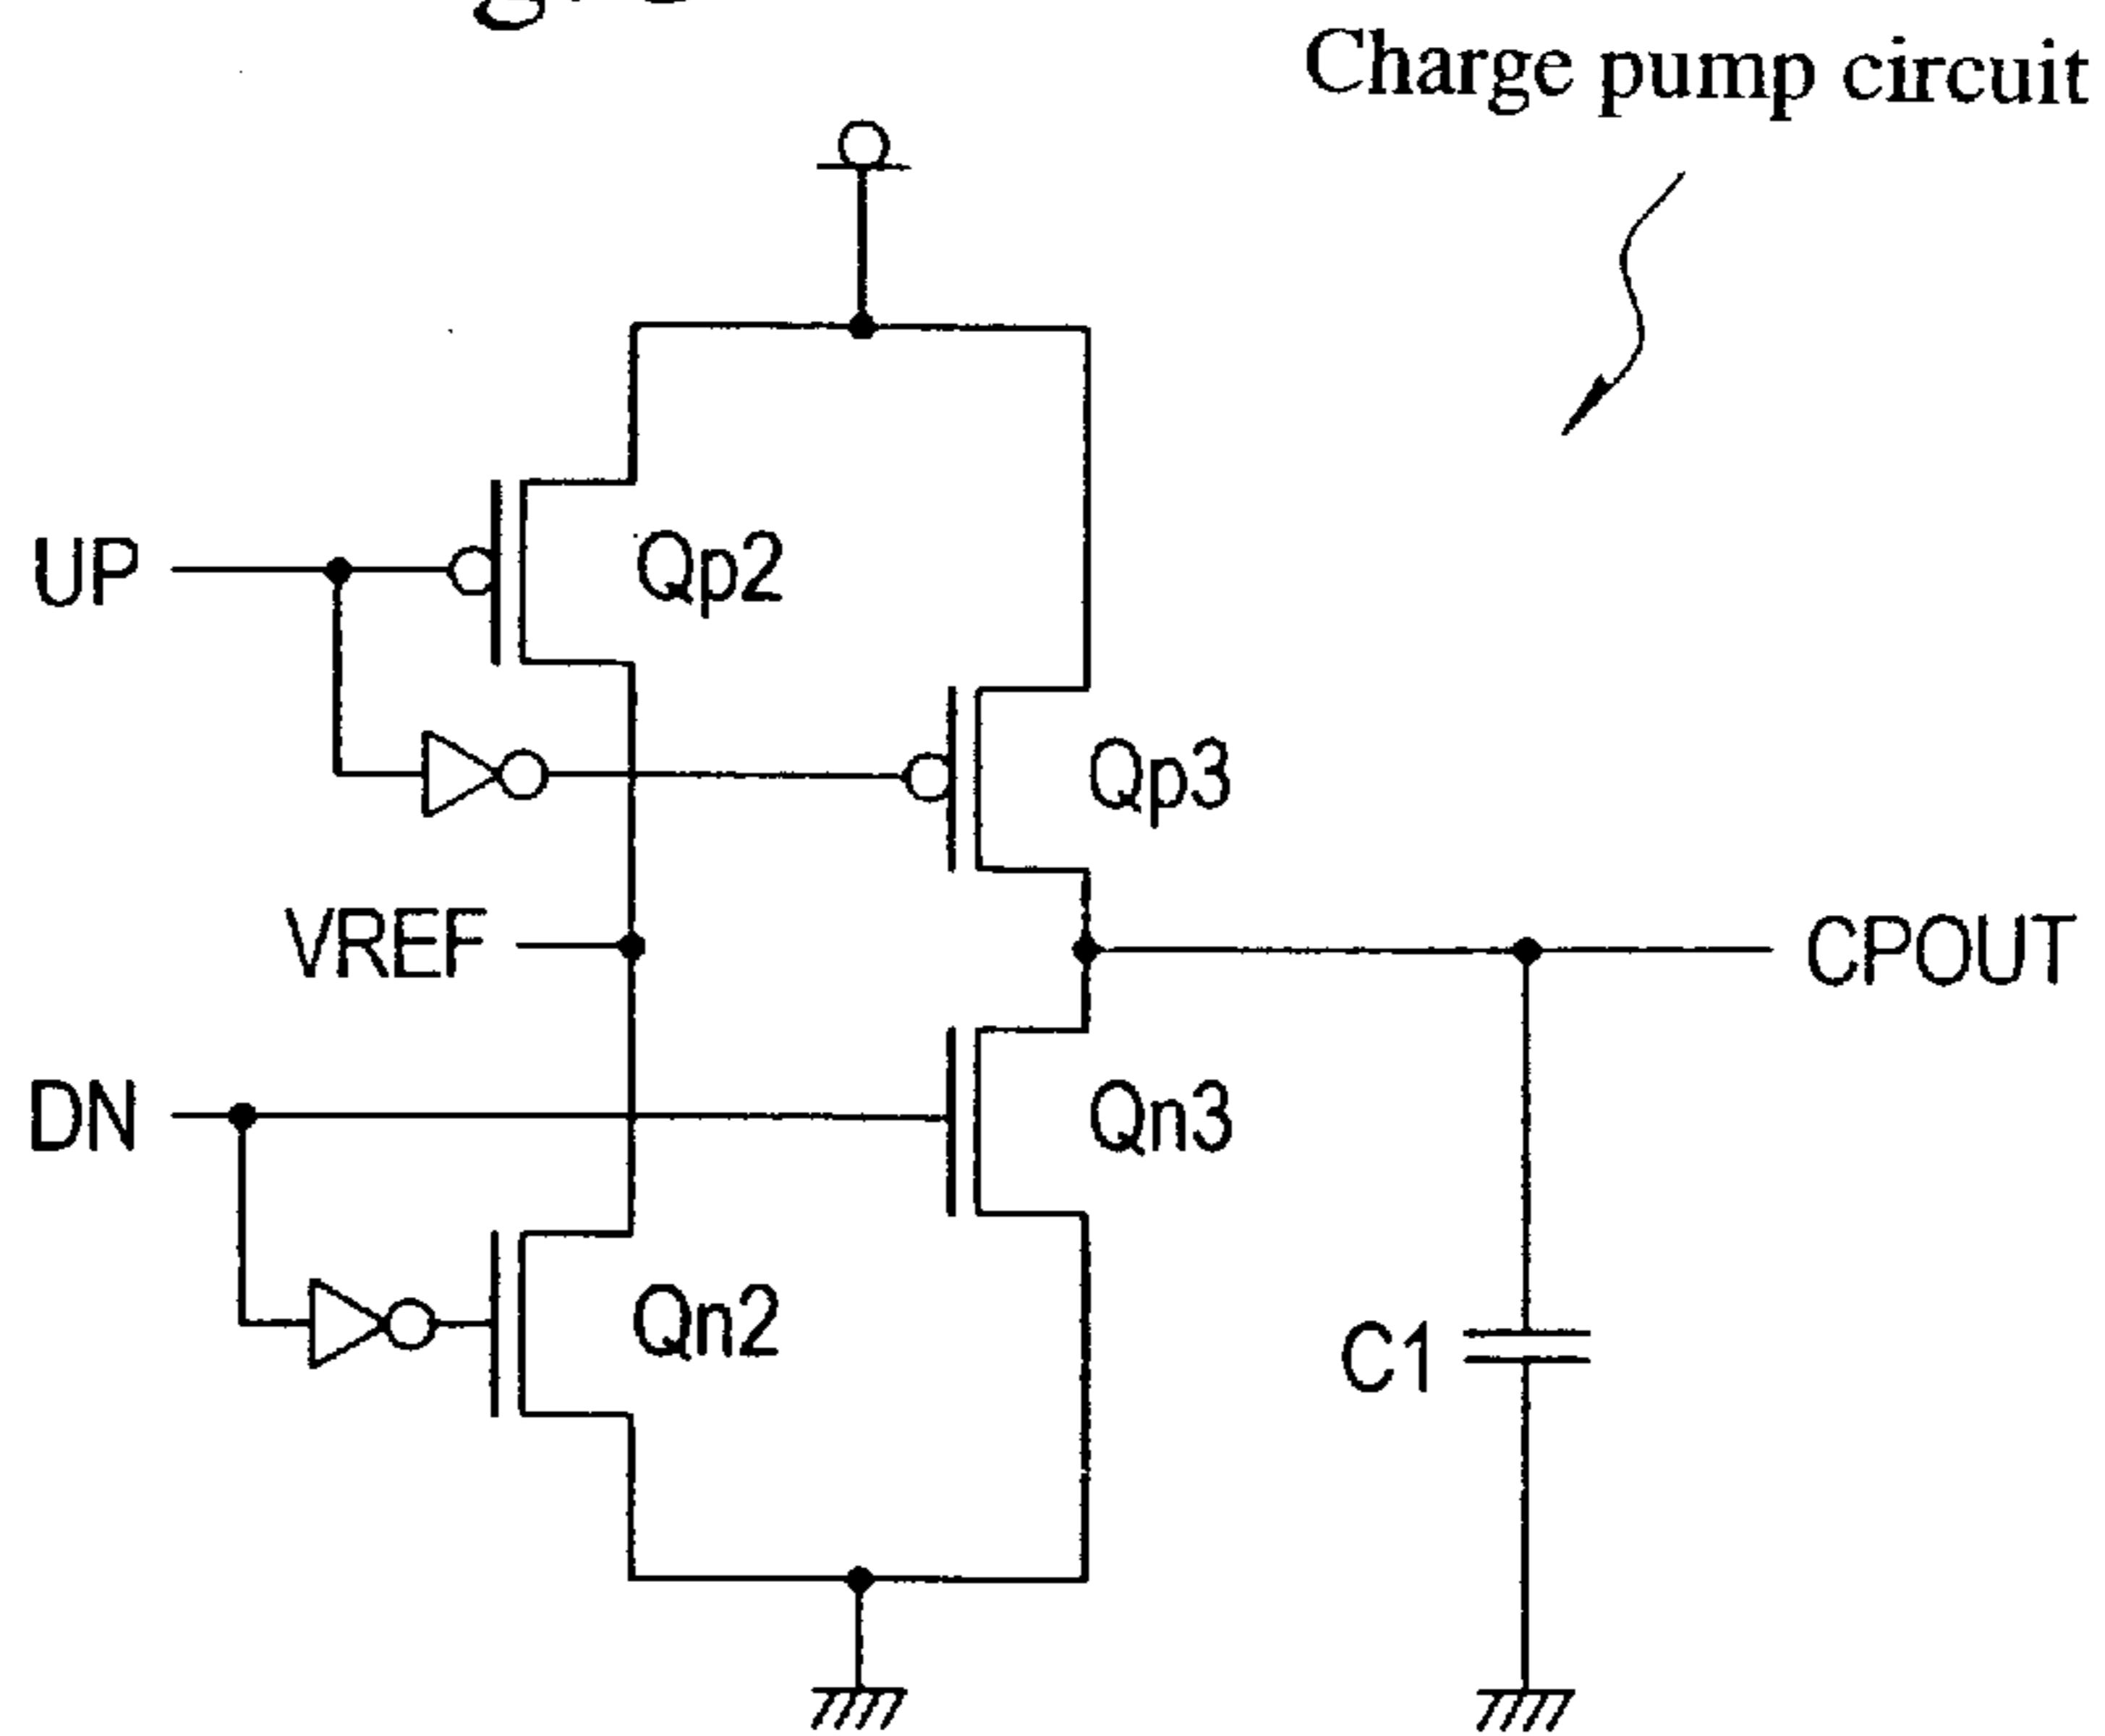 Charge pump circuit
UP
Qp2
Qp3
VREF
CPOUT
DN
Qn3
Qn2
C1